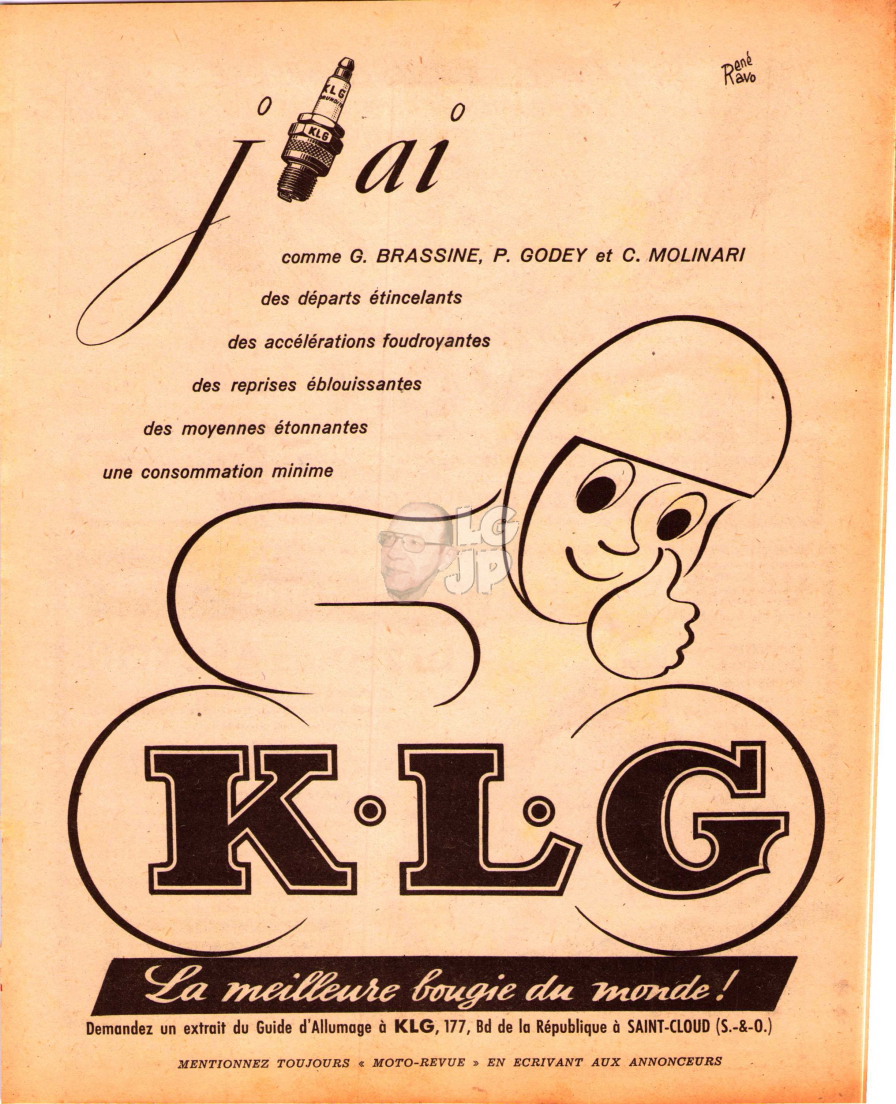 René
Ravo
j'ai
KLG
KLG
comme G. BRASSINE, P. GODEY et C. MOLINARI
des départs étincelants
des accélérations foudroyantes
des reprises éblouissantes
des moyennes étonnantes
une consommation minime
LG
JP
K·L·G
La meilleure bougie du monde !
Demandez un extrait du Guide d'Allumage à KLG, 177, Bd de la République à SAINT-CLOUD (S.-&-O.)
MENTIONNEZ TOUJOURS « MOTO-REVUE » EN ECRIVANT AUX ANNONCEURS